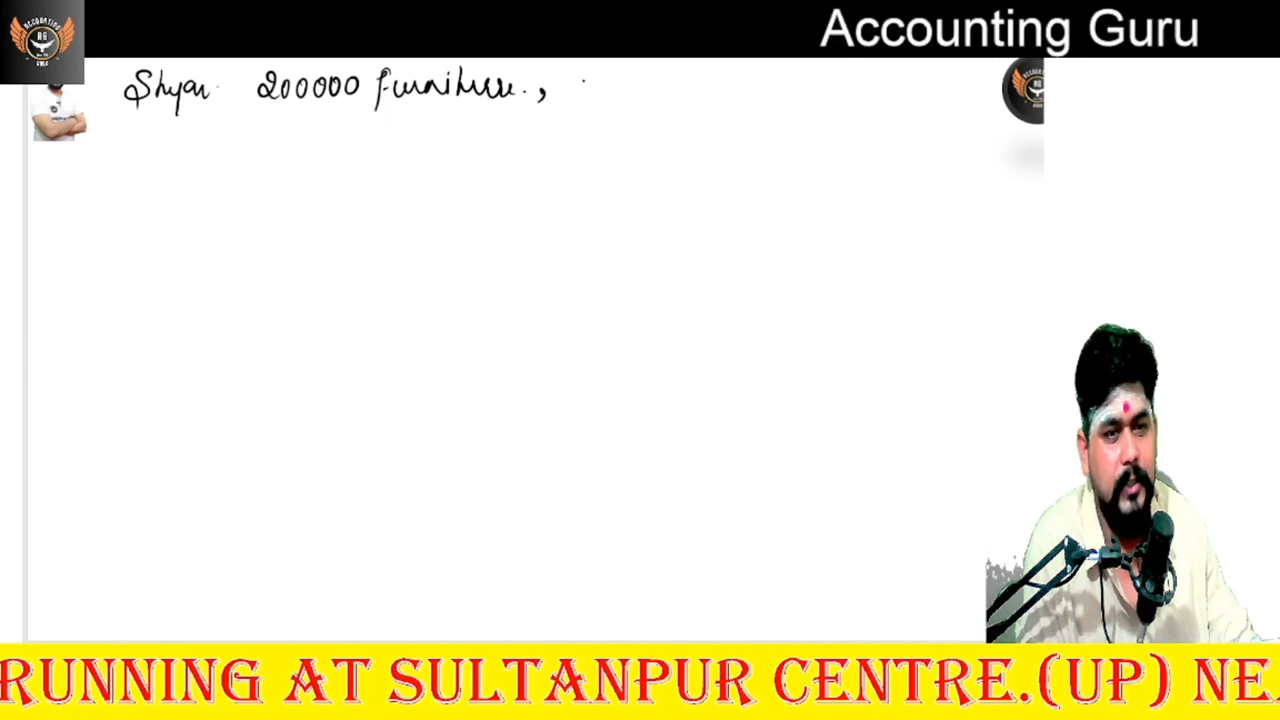 Accounting Guru
Shyam 200000 furniture.,
RUNNING AT SULTANPUR CENTRE.(UP) NE